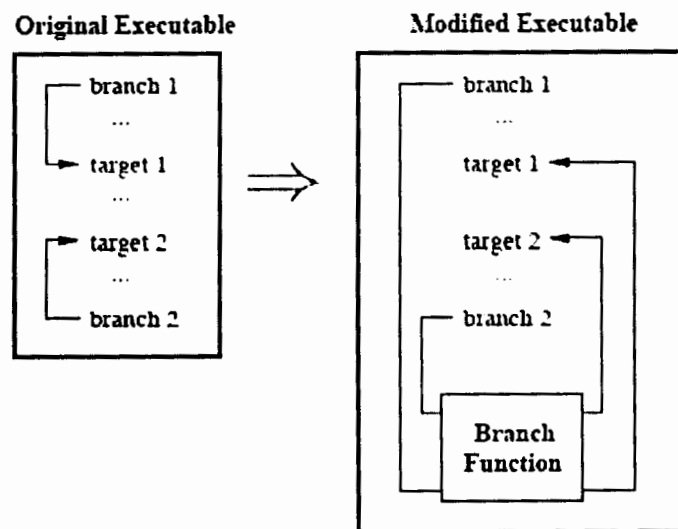 Original Executable
branch 1
...
target 1
...
target 2
...
branch 2
Modified Executable
branch 1
...
target 1
target 2
...
branch 2
Branch
Function